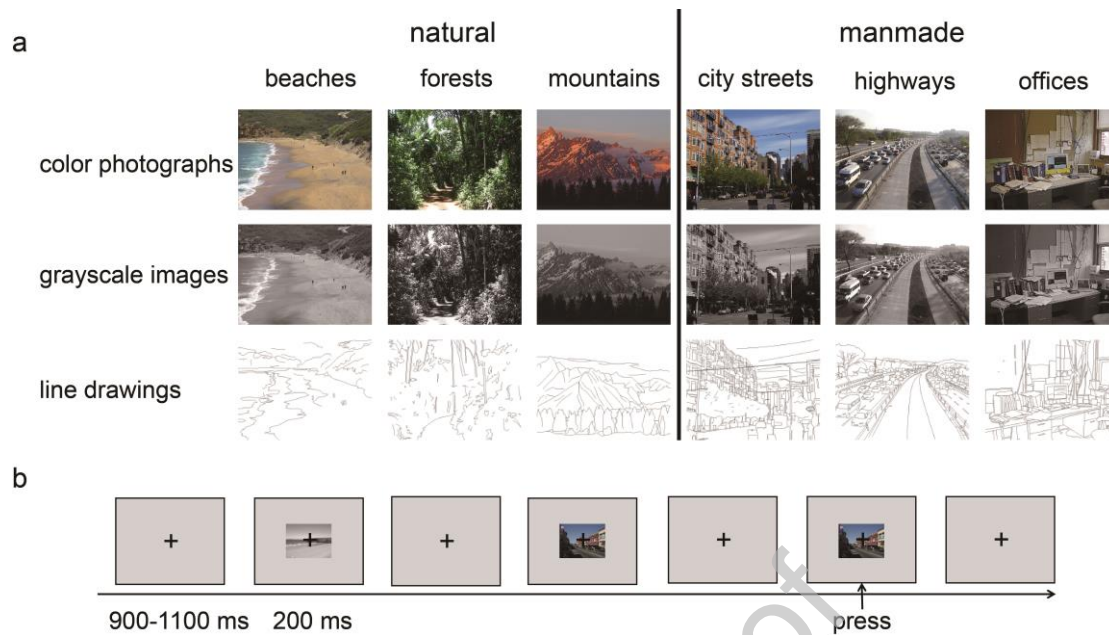 a
natural manmade
beaches forests mountains city streets highways offices
color photographs
grayscale images
line drawings
b
900-1100 ms 200 ms press